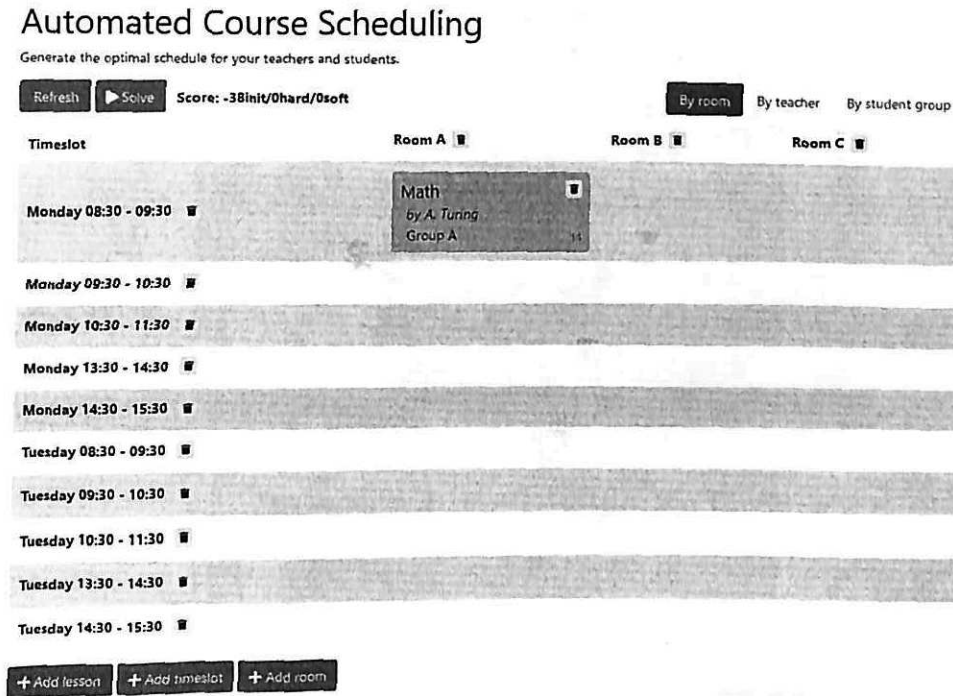 Automated Course Scheduling
Generate the optimal schedule for your teachers and students.
Refresh Solve Score: -38init/0hard/0soft By room By teacher By student group
Timeslot Room A Room B Room C
Monday 08:30 - 09:30
Math
by A. Turing
Group A 14
Monday 09:30 - 10:30
Monday 10:30 - 11:30
Monday 13:30 - 14:30
Monday 14:30 - 15:30
Tuesday 08:30 - 09:30
Tuesday 09:30 - 10:30
Tuesday 10:30 - 11:30
Tuesday 13:30 - 14:30
Tuesday 14:30 - 15:30
+ Add lesson + Add timeslot + Add room